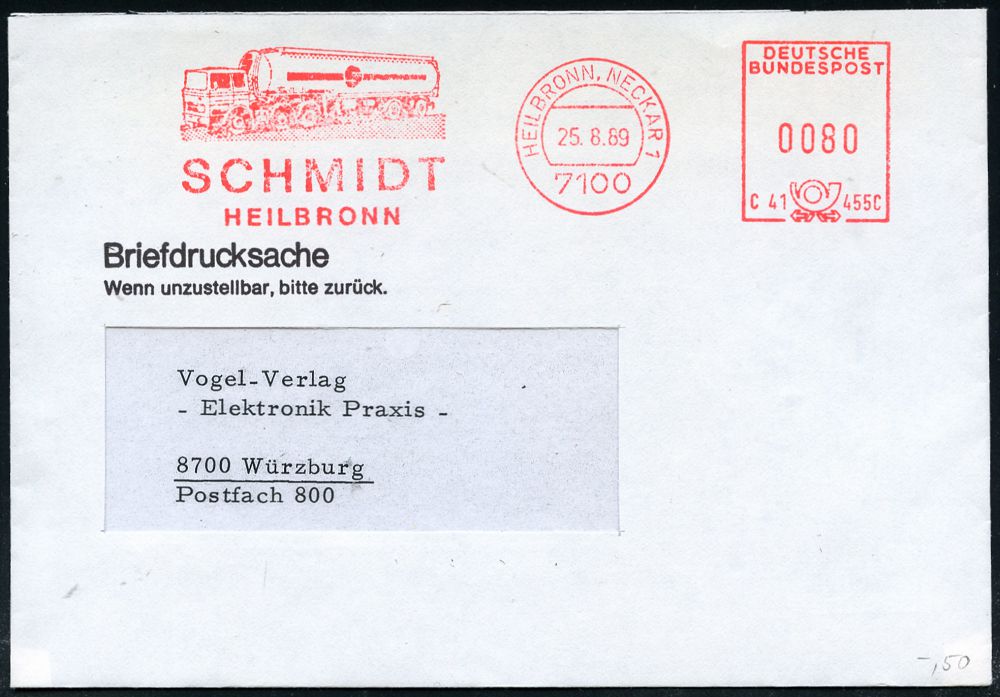 SCHMIDT
HEILBRONN
HEILBRONN, NECKAR 1
25. 8.89
7100
DEUTSCHE
BUNDESPOST
0080
C 41 455C
Briefdrucksache
Wenn unzustellbar, bitte zurück.
Vogel-Verlag
- Elektronik Praxis -
8700 Würzburg
Postfach 800
-,50